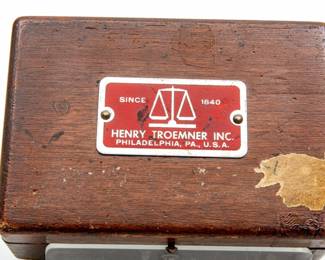 SINCE 1840
HENRY TROEMNER INC.
PHILADELPHIA, PA., U.S.A.